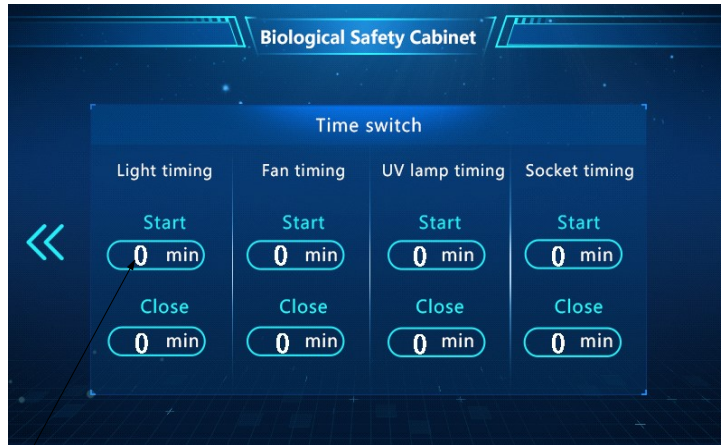 Biological Safety Cabinet
Time switch
Light timing Fan timing UV lamp timing Socket timing
Start Start Start Start
0 min 0 min 0 min 0 min
Close Close Close Close
0 min 0 min 0 min 0 min